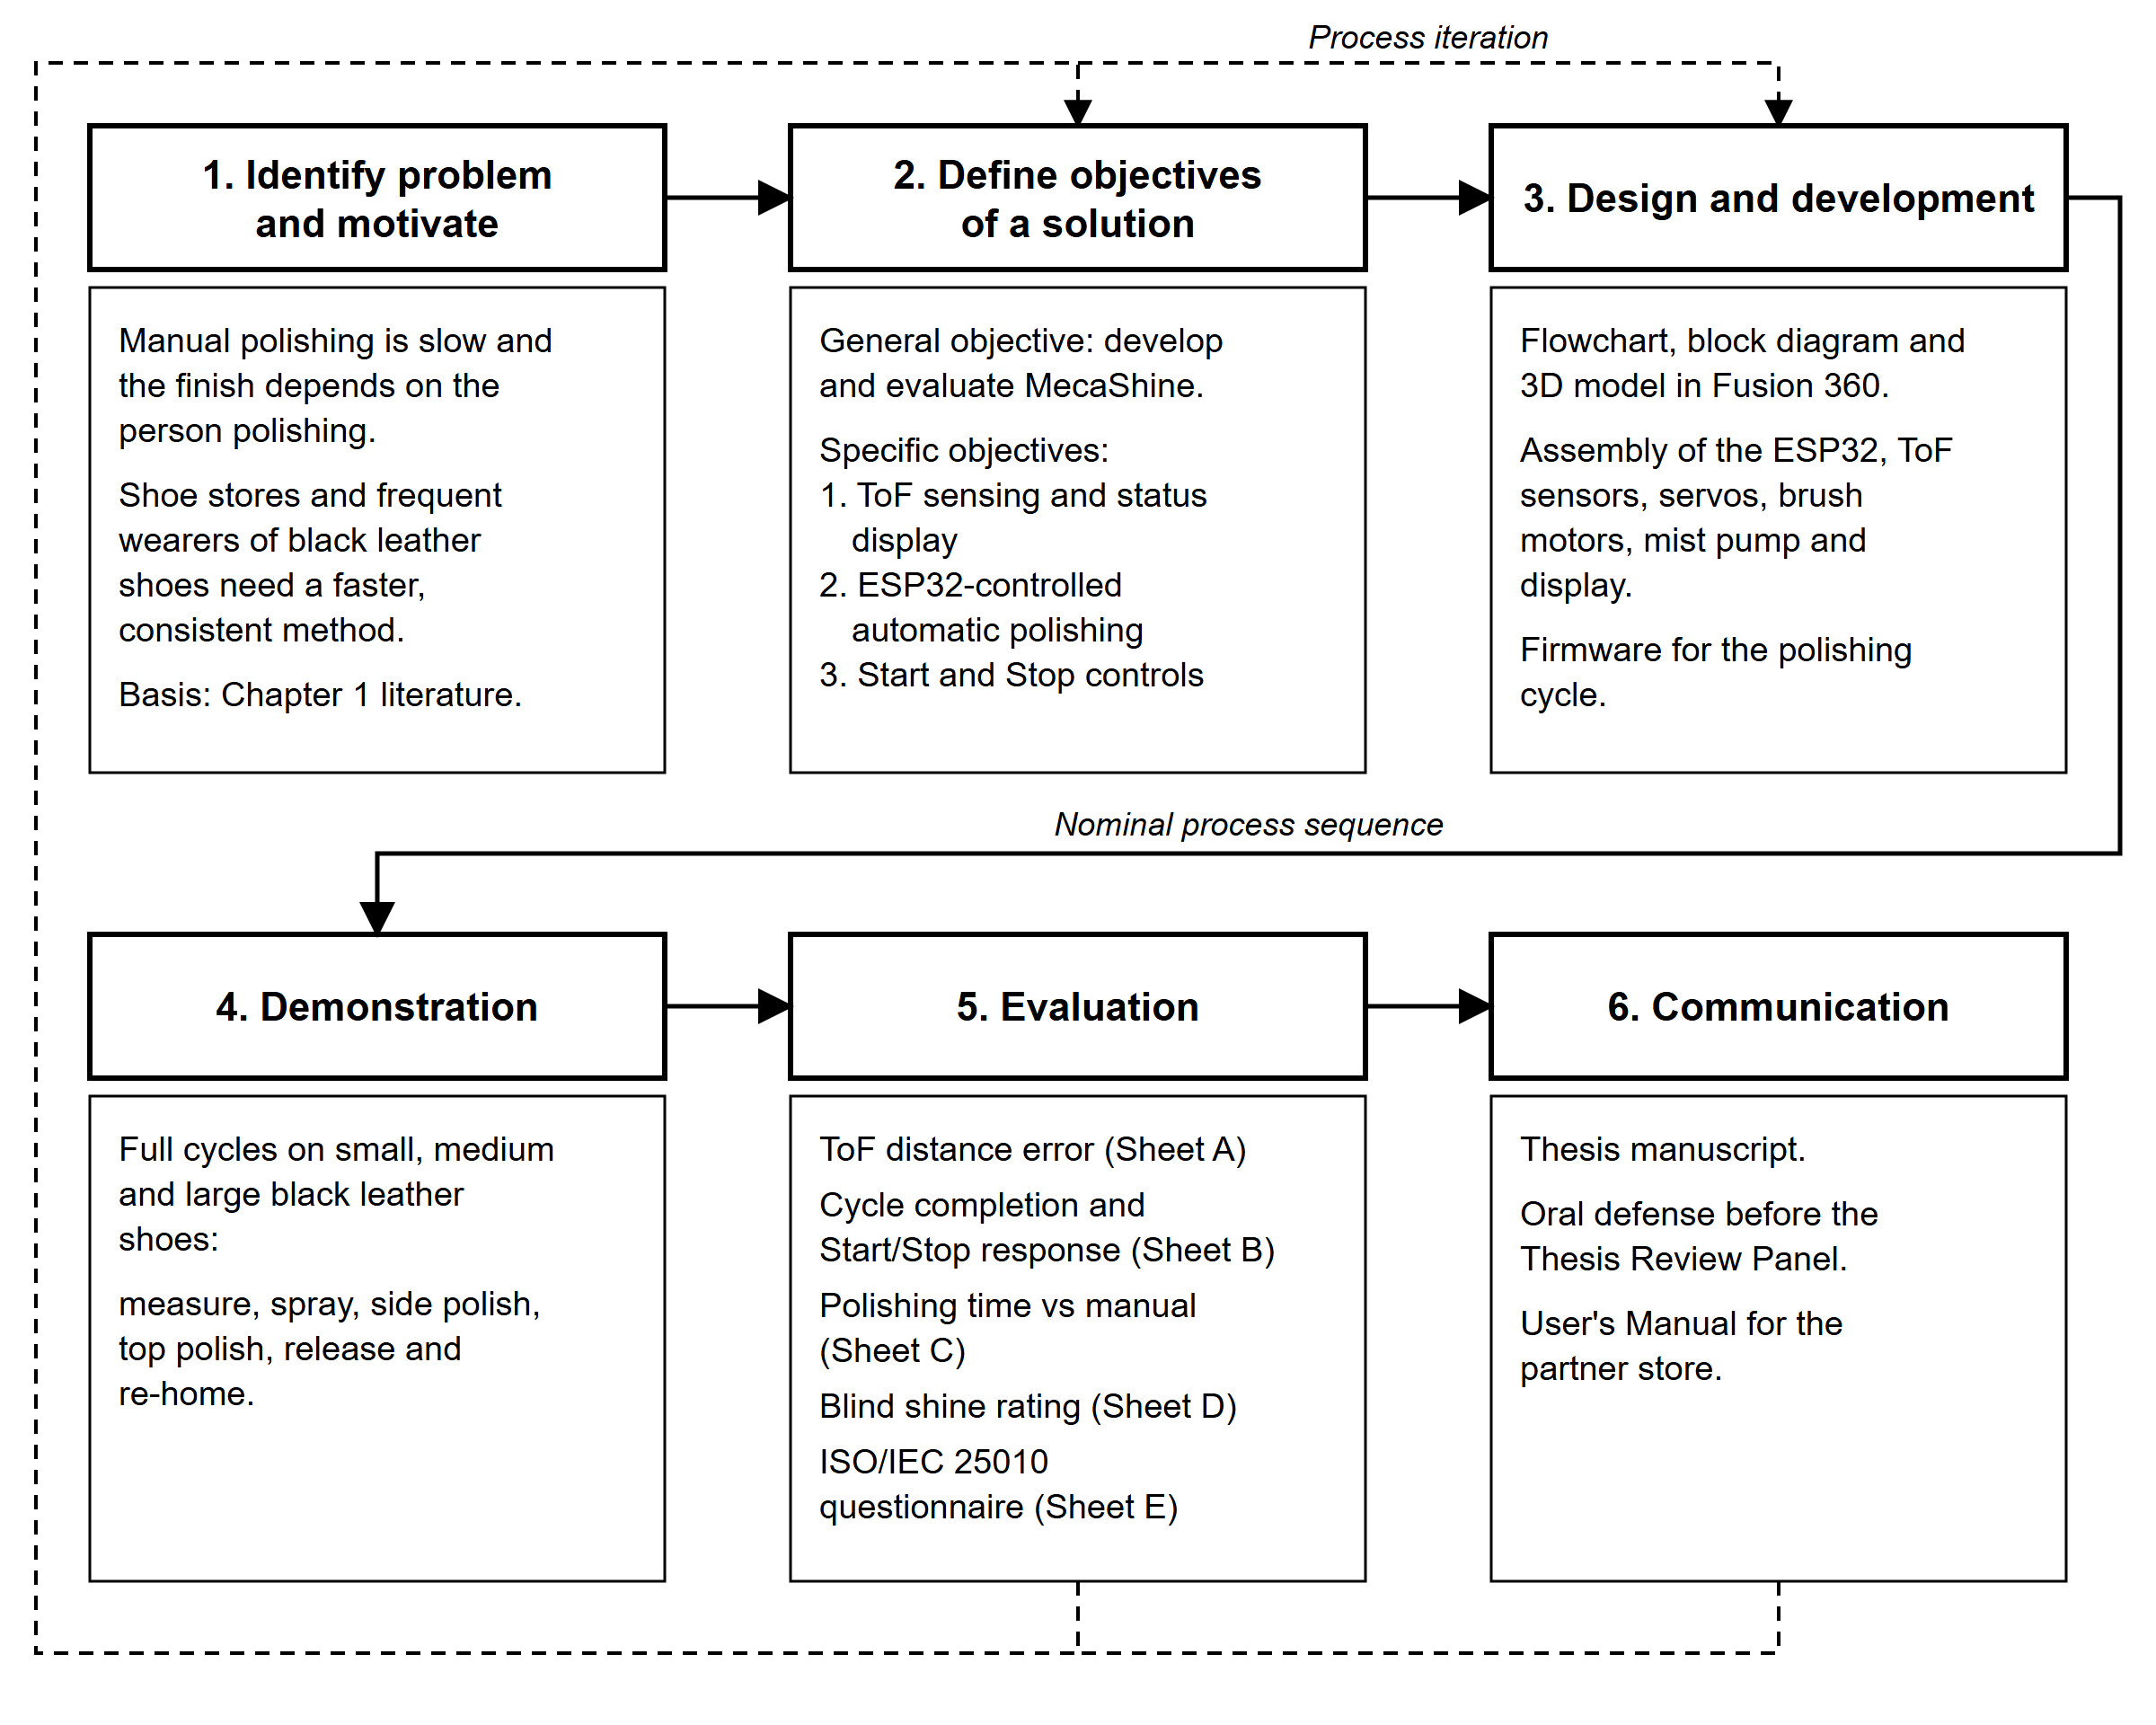 Process iteration
1. Identify problem
and motivate
2. Define objectives
of a solution
3. Design and development
Manual polishing is slow and
the finish depends on the
person polishing.
Shoe stores and frequent
wearers of black leather
shoes need a faster,
consistent method.
Basis: Chapter 1 literature.
General objective: develop
and evaluate MecaShine.
Specific objectives:
1. ToF sensing and status
display
2. ESP32-controlled
automatic polishing
3. Start and Stop controls
Flowchart, block diagram and
3D model in Fusion 360.
Assembly of the ESP32, ToF
sensors, servos, brush
motors, mist pump and
display.
Firmware for the polishing
cycle.
Nominal process sequence
4. Demonstration
5. Evaluation
6. Communication
Full cycles on small, medium
and large black leather
shoes:
measure, spray, side polish,
top polish, release and
re-home.
ToF distance error (Sheet A)
Cycle completion and
Start/Stop response (Sheet B)
Polishing time vs manual
(Sheet C)
Blind shine rating (Sheet D)
ISO/IEC 25010
questionnaire (Sheet E)
Thesis manuscript.
Oral defense before the
Thesis Review Panel.
User's Manual for the
partner store.